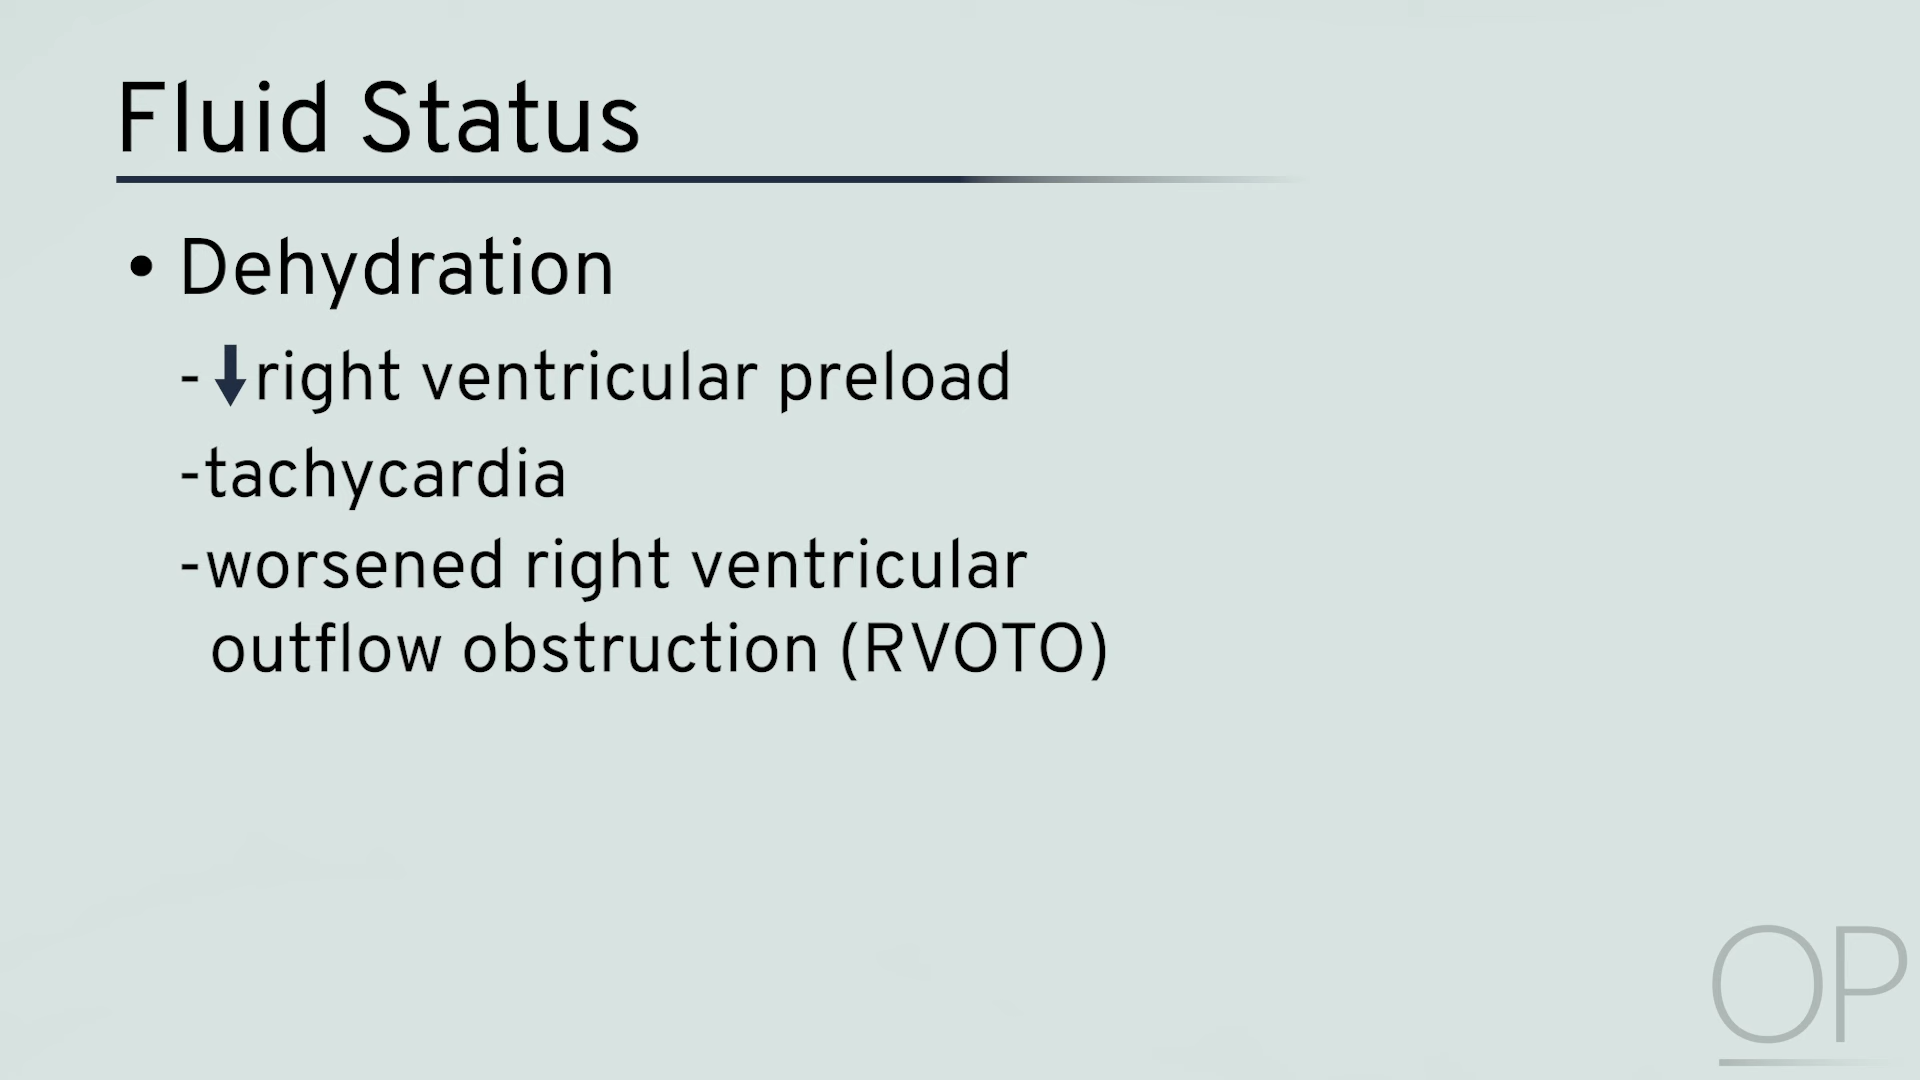 Fluid Status
• Dehydration
-⬇right ventricular preload
-tachycardia
-worsened right ventricular
outflow obstruction (RVOTO)
OP